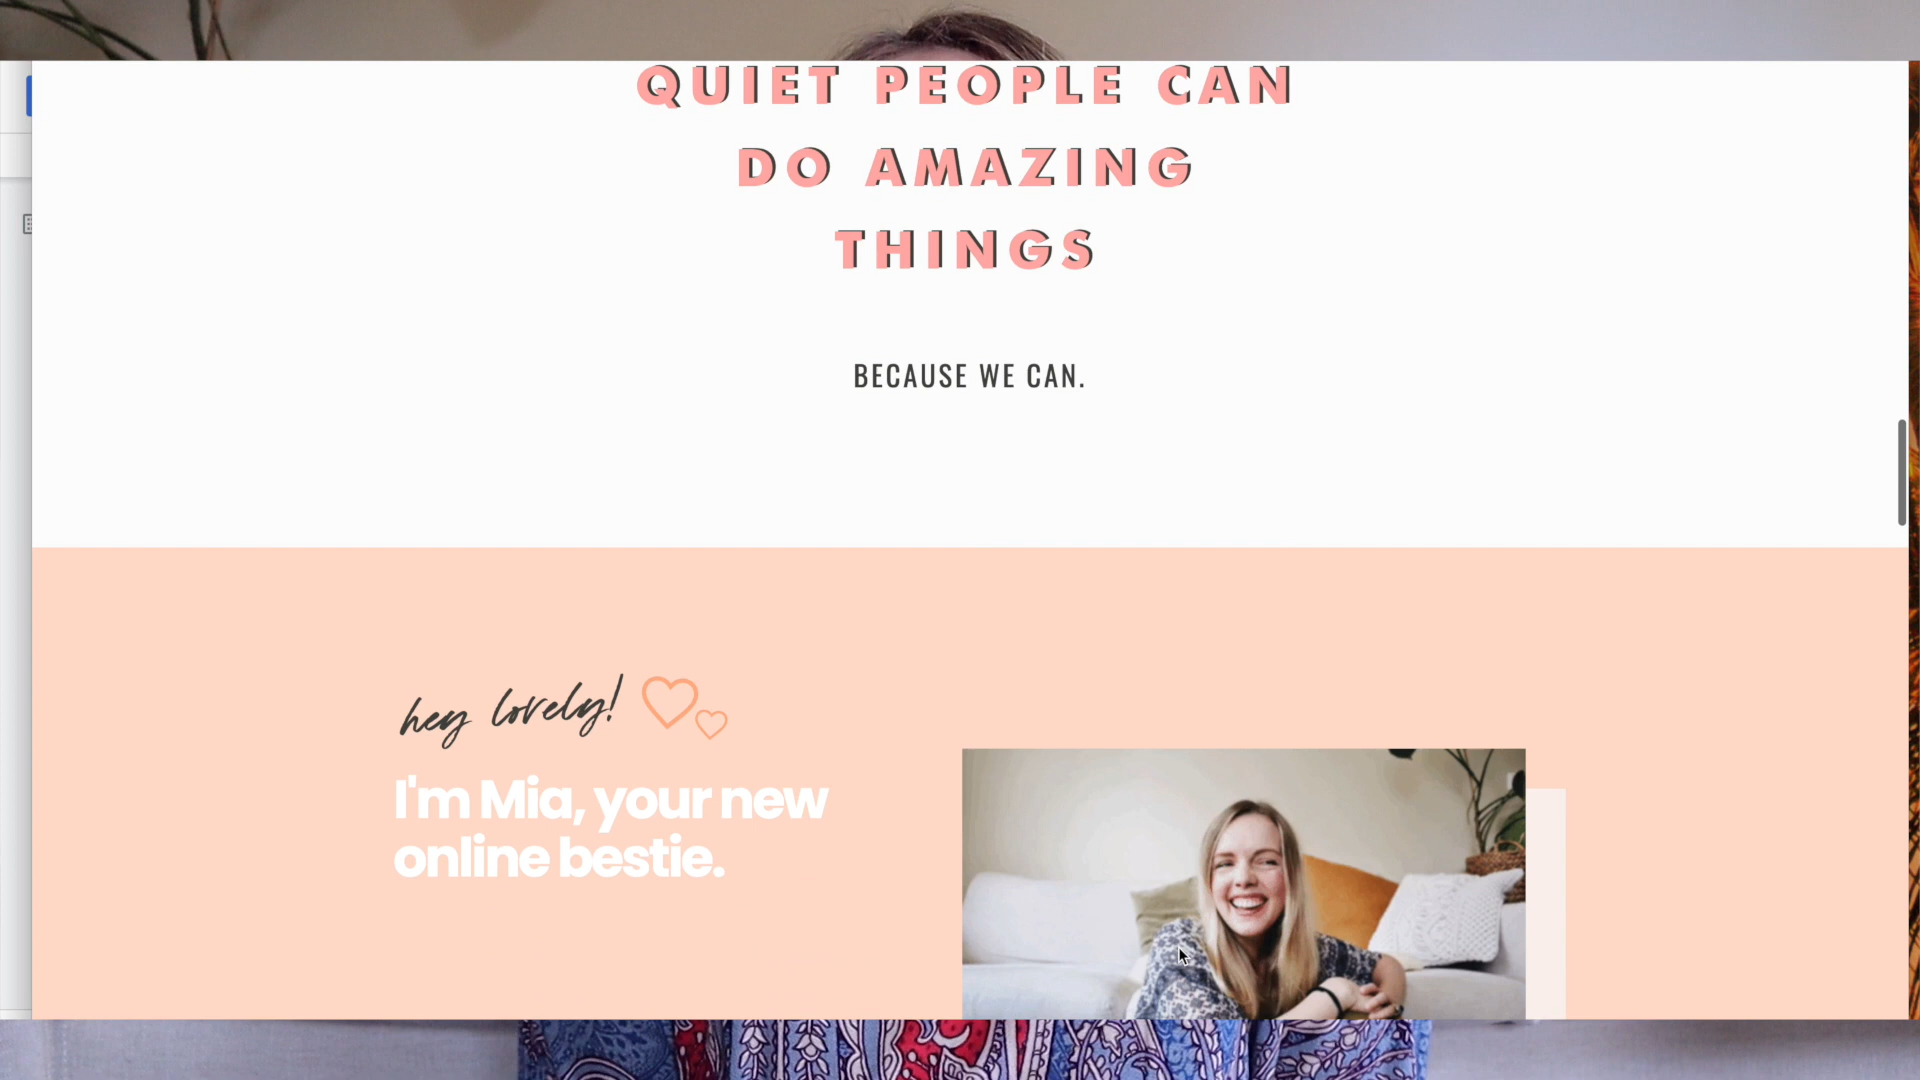 QUIET PEOPLE CAN
DO AMAZING
THINGS
BECAUSE WE CAN.
hey lovely!
I'm Mia, your new
online bestie.